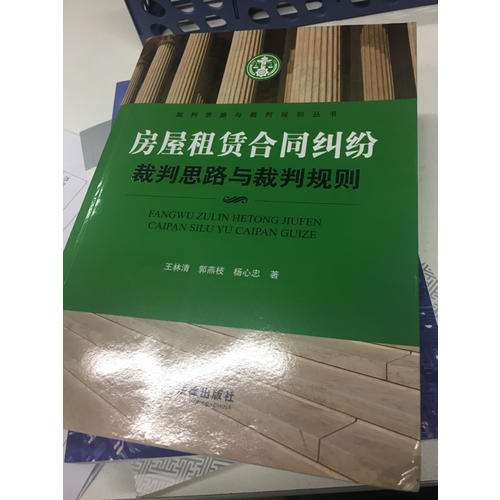 裁判思路与裁判规则丛书
房屋租赁合同纠纷
裁判思路与裁判规则
FANGWU ZULIN HETONG JIUFEN
CAIPAN SILU YU CAIPAN GUIZE
王林清 郭燕枝 杨心忠 著
律出版社
CHINA